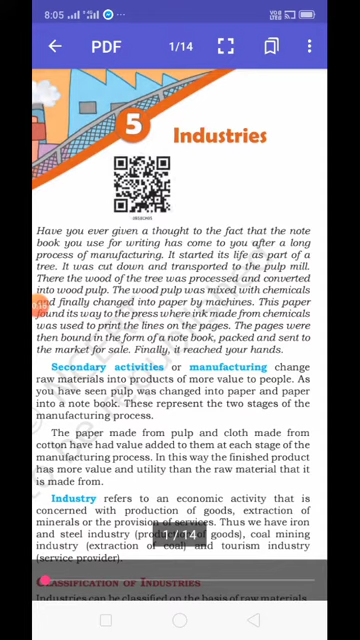 8:05
PDF
1/14
5
Industries
Have you ever given a thought to the fact that the note
book you use for writing has come to you after a long
process of manufacturing. It started its life as part of a
tree. It was cut down and transported to the pulp mill.
There the wood of the tree was processed and converted
into wood pulp. The wood pulp was mixed with chemicals
and finally changed into paper by machines. This paper
found its way to the press where ink made from chemicals
was used to print the lines on the pages. The pages were
then bound in the form of a note book, packed and sent to
the market for sale. Finally, it reached your hands.
Secondary activities or manufacturing change
raw materials into products of more value to people. As
you have seen pulp was changed into paper and paper
into a note book. These represent the two stages of the
manufacturing process.
The paper made from pulp and cloth made from
cotton have had value added to them at each stage of the
manufacturing process. In this way the finished product
has more value and utility than the raw material that it
is made from.
Industry refers to an economic activity that is
concerned with production of goods, extraction of
minerals or the provision of services. Thus we have iron
and steel industry (production of goods), coal mining
industry (extraction of coal) and tourism industry
(service provider).
1/14
Classification of Industries
Industries can be classified on the basis of raw materials,